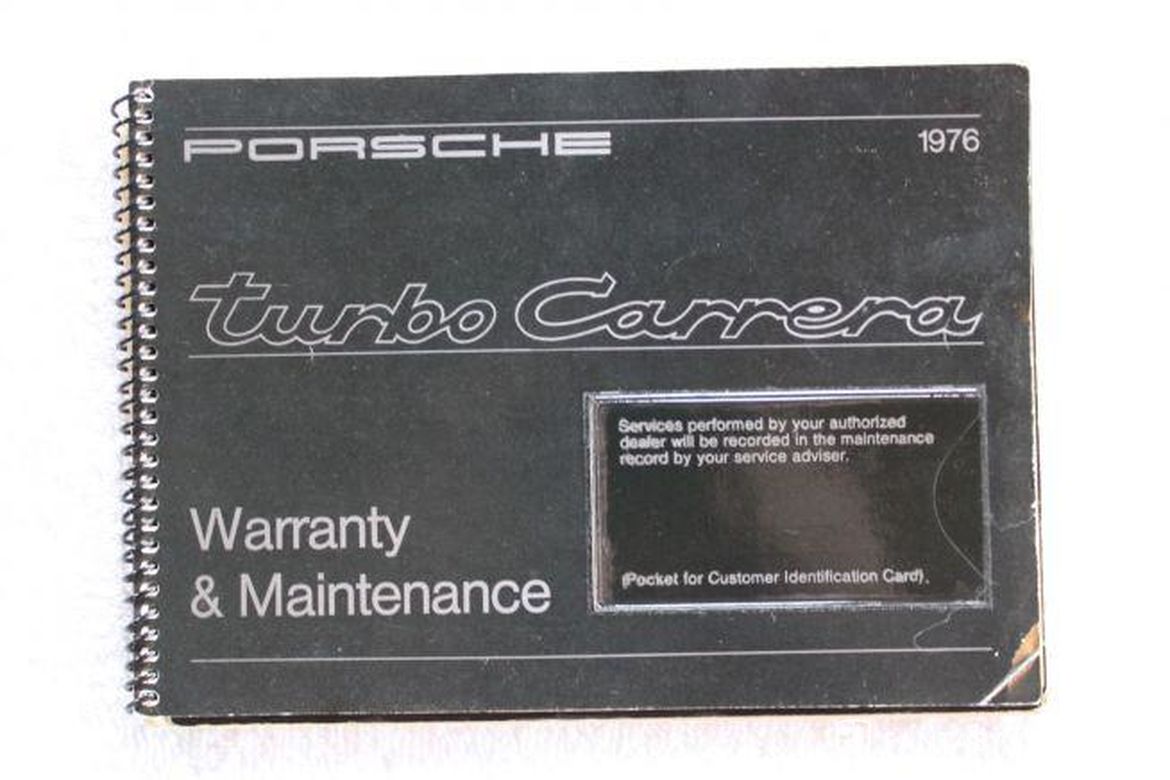 PORSCHE 1976
turbo Carrera
Services performed by your authorized
dealer will be recorded in the maintenance
record by your service adviser.
Warranty
& Maintenance
(Pocket for Customer Identification Card).